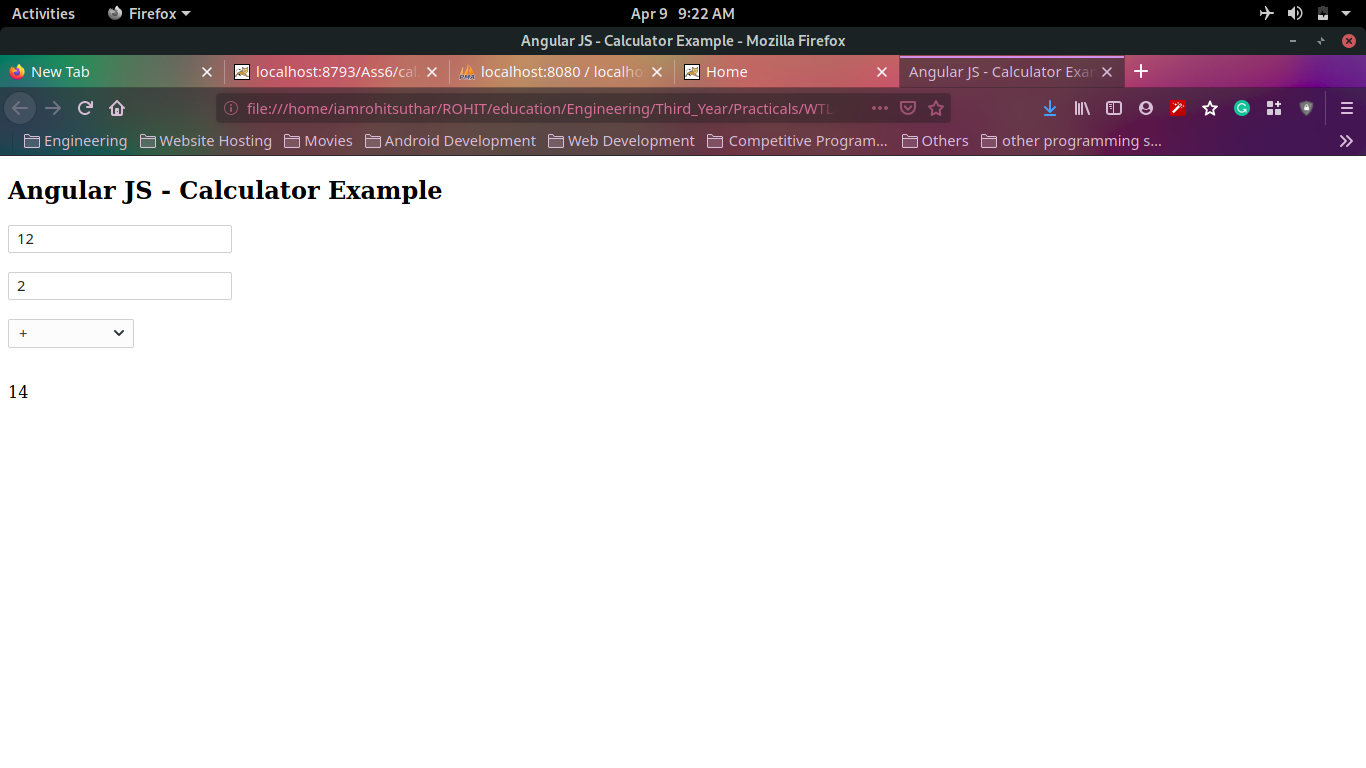 Activities Firefox Apr 9 9:22 AM
Angular JS - Calculator Example - Mozilla Firefox
New Tab localhost:8793/Ass6/cal localhost:8080 / localho Home Angular JS - Calculator Exam
file:///home/iamrohitsuthar/ROHIT/education/Engineering/Third_Year/Practicals/WTL
Engineering Website Hosting Movies Android Development Web Development Competitive Program... Others other programming s...
Angular JS - Calculator Example
12
2
+
14